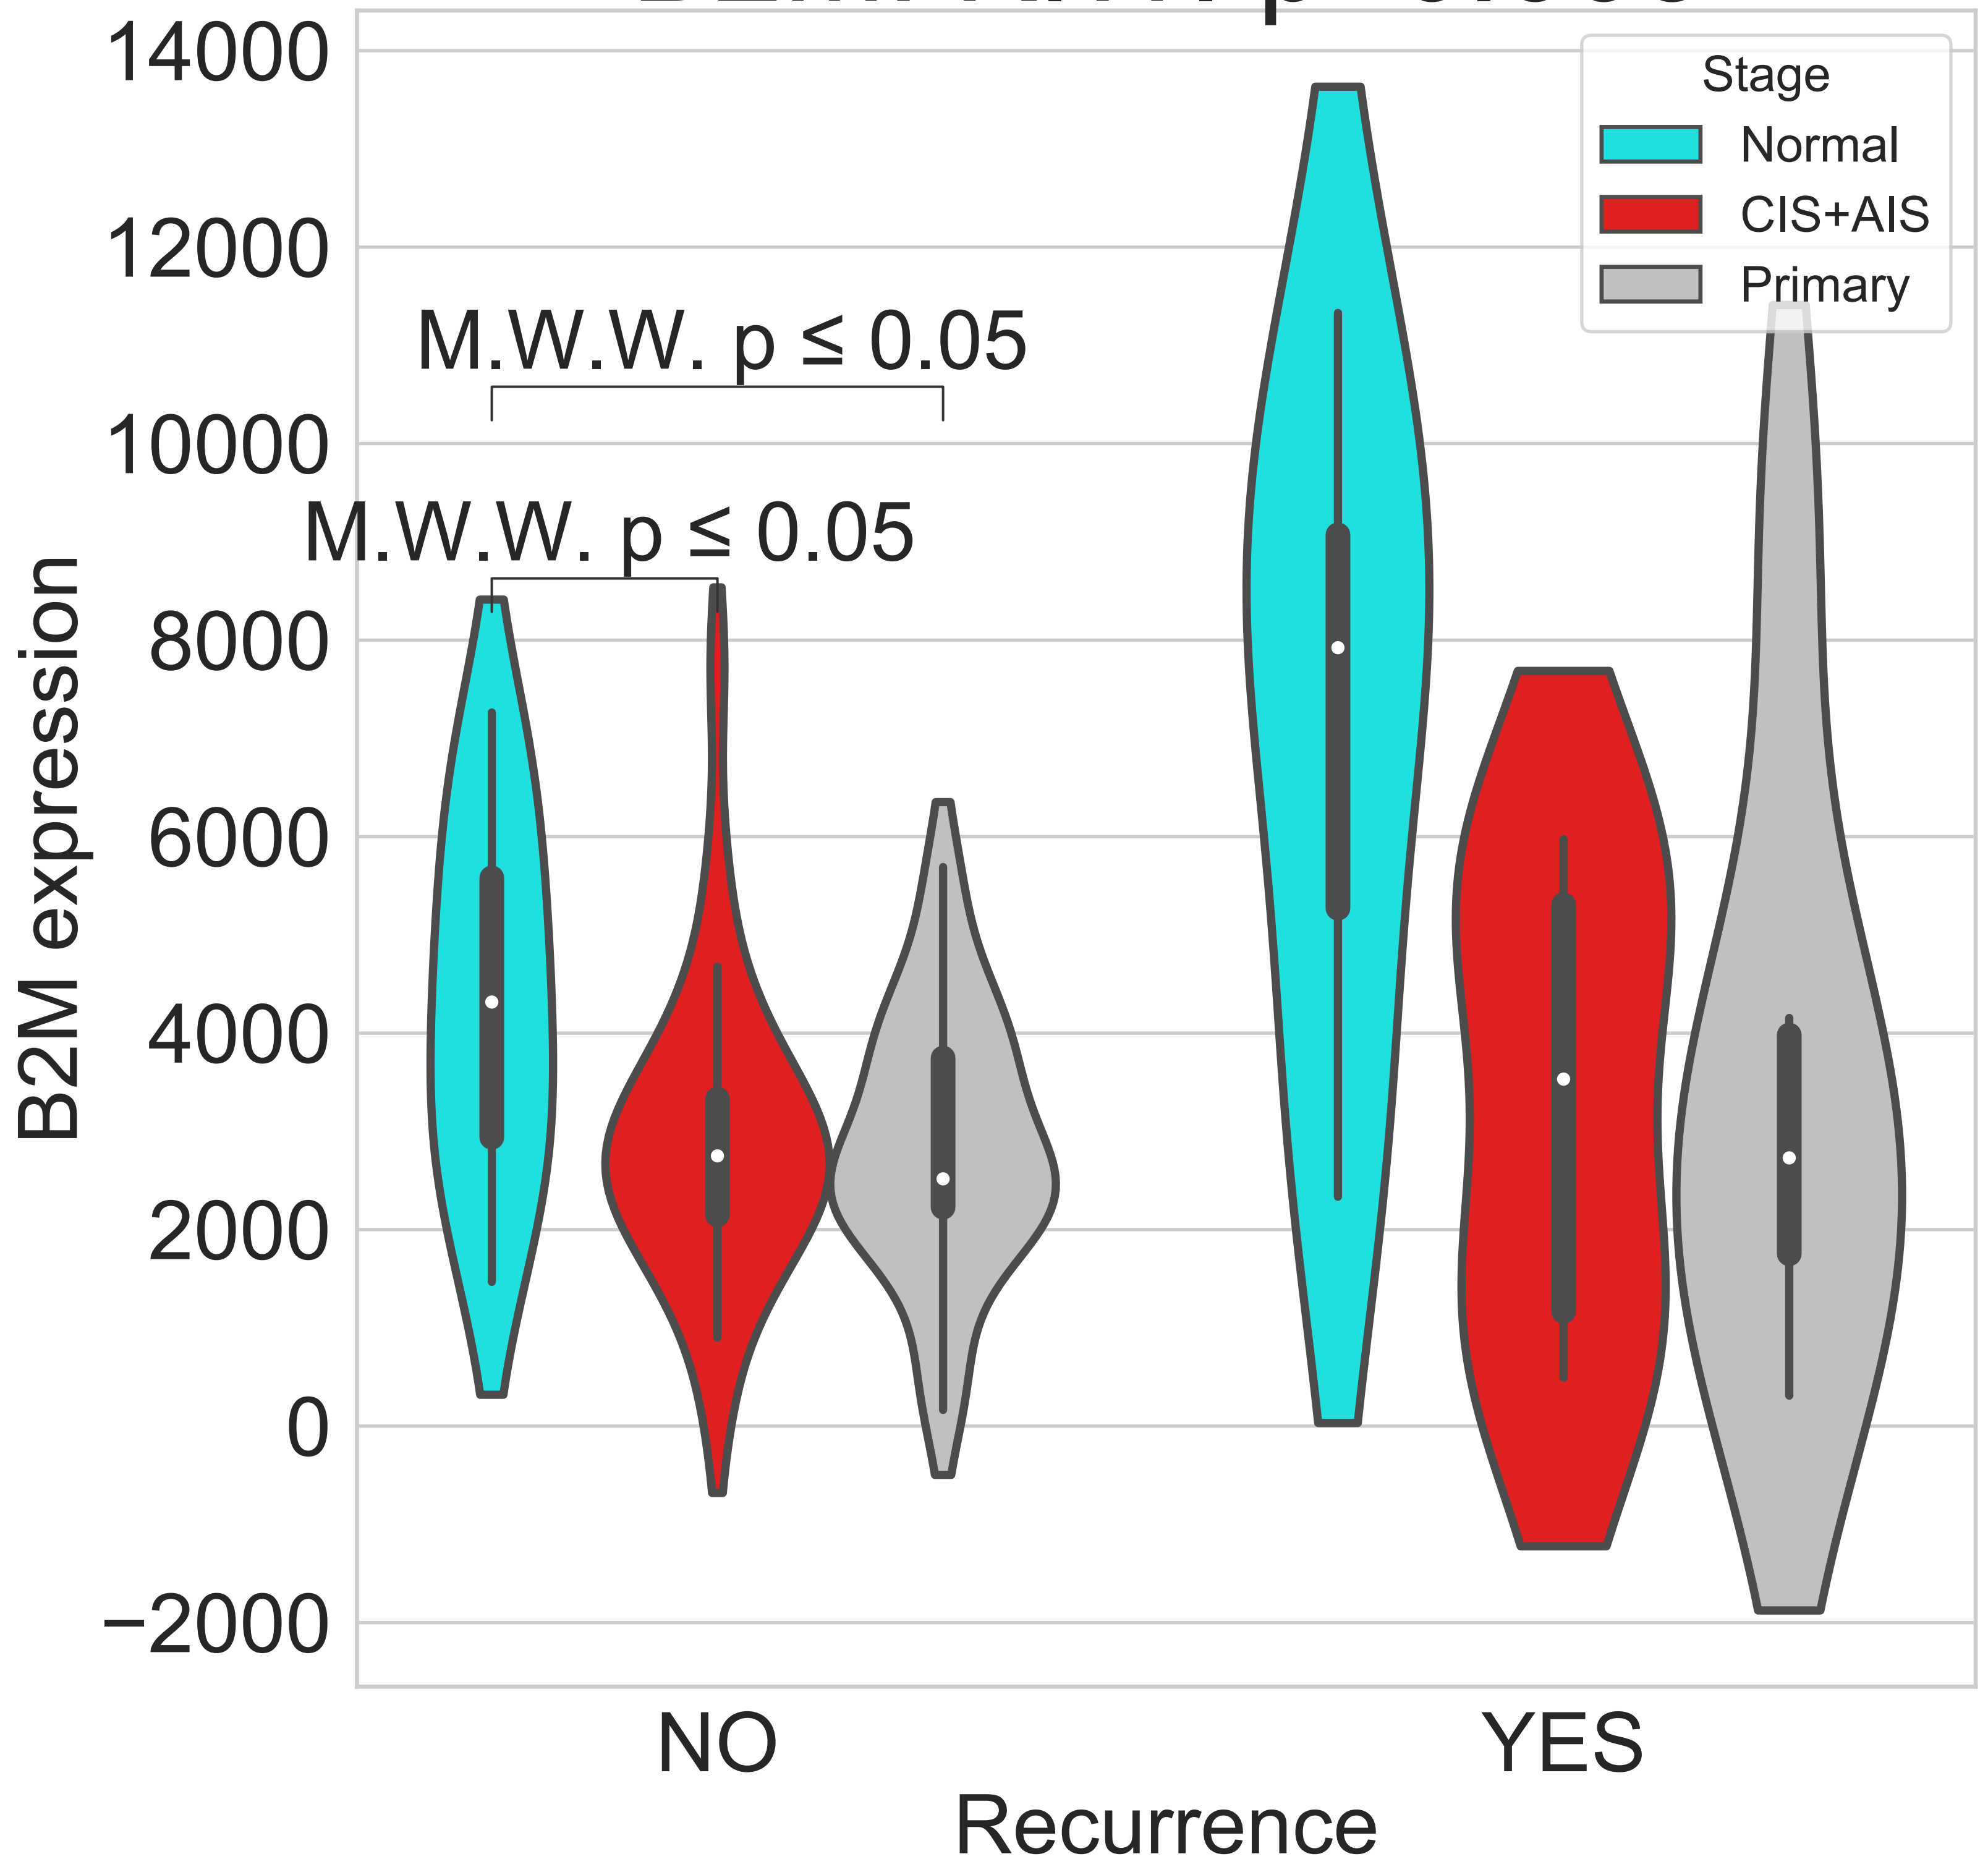 14000
12000
10000
8000
6000
4000
2000
0
−2000
B2M expression
Stage
Normal
CIS+AIS
Primary
M.W.W. p ≤ 0.05
M.W.W. p ≤ 0.05
NO
YES
Recurrence